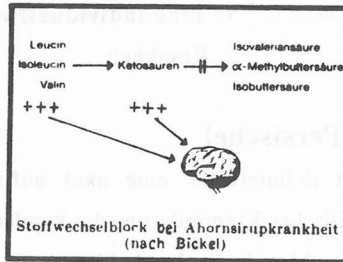 Leucin
Isoleucin
Valin
Ketosäuren
Isovaleriansäure
α-Methylbuttersäure
Isobuttersäure
+++ +++
Stoffwechselblock bei Ahornsirupkrankheit
(nach Bickel)